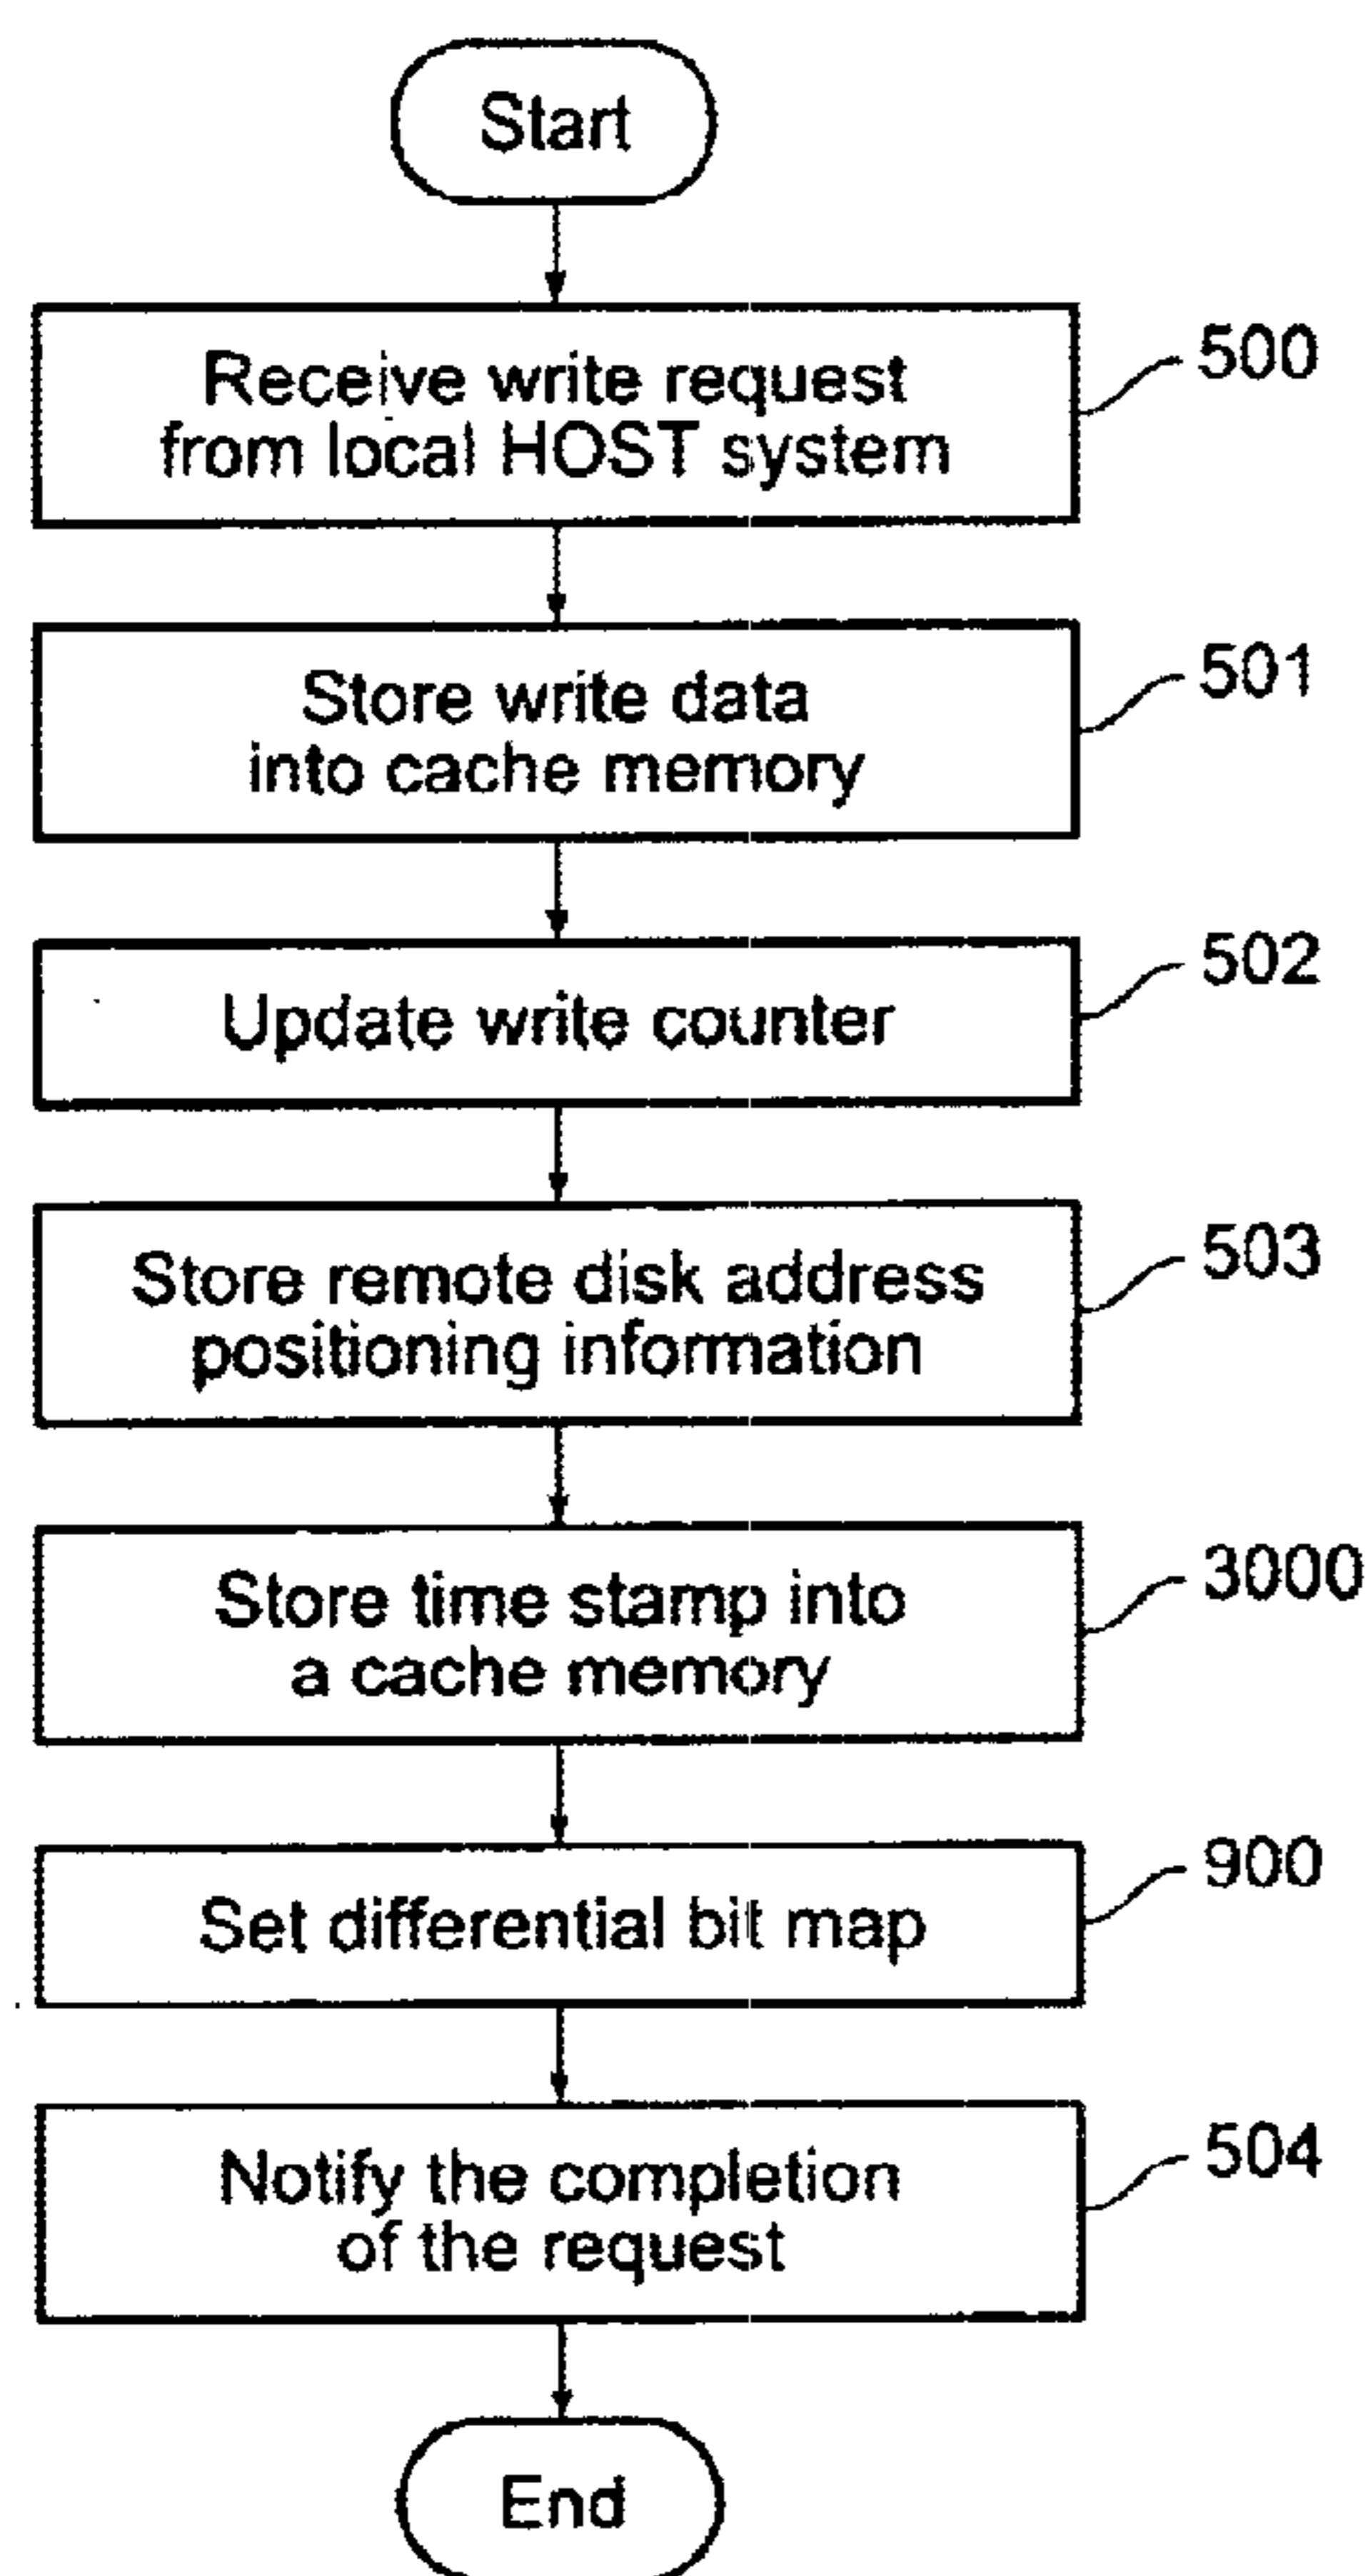 Start
Receive write request
from local HOST system
500
Store write data
into cache memory
501
Update write counter
502
Store remote disk address
positioning information
503
Store time stamp into
a cache memory
3000
Set differential bit map
900
Notify the completion
of the request
504
End